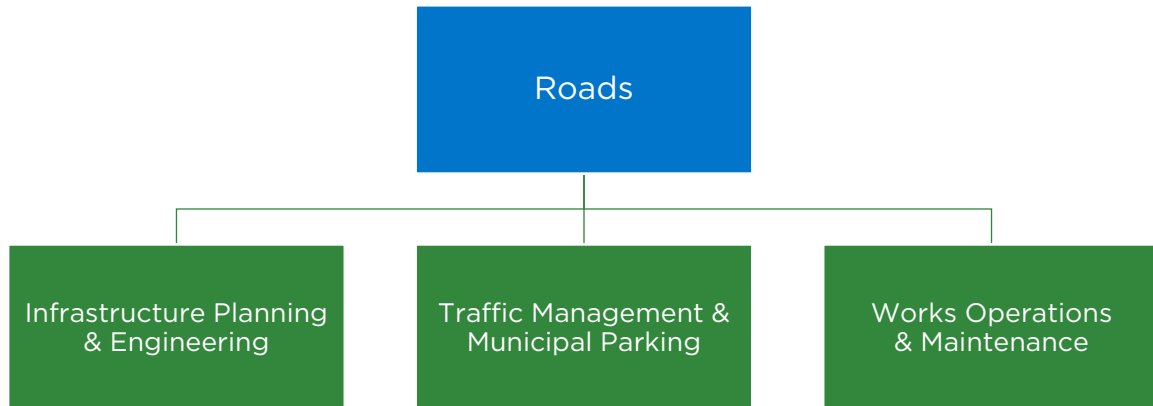 Roads
Infrastructure Planning
& Engineering
Traffic Management &
Municipal Parking
Works Operations
& Maintenance